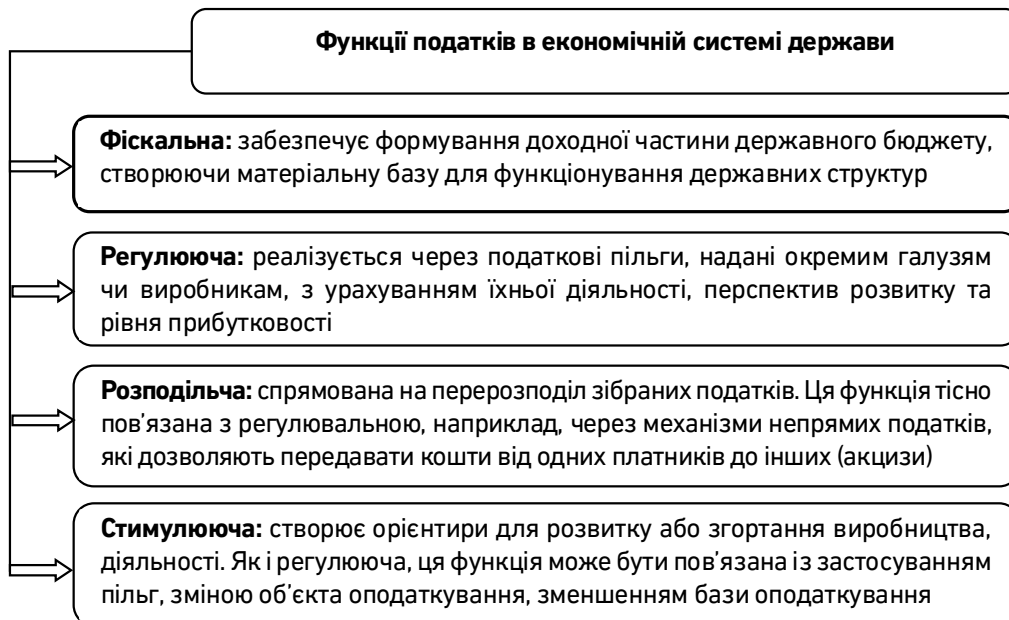 Функції податків в економічній системі держави
Фіскальна: забезпечує формування доходної частини державного бюджету,
створюючи матеріальну базу для функціонування державних структур
Регулююча: реалізується через податкові пільги, надані окремим галузям
чи виробникам, з урахуванням їхньої діяльності, перспектив розвитку та
рівня прибутковості
Розподільча: спрямована на перерозподіл зібраних податків. Ця функція тісно
пов’язана з регулювальною, наприклад, через механізми непрямих податків,
які дозволяють передавати кошти від одних платників до інших (акцизи)
Стимулююча: створює орієнтири для розвитку або згортання виробництва,
діяльності. Як і регулююча, ця функція може бути пов’язана із застосуванням
пільг, зміною об’єкта оподаткування, зменшенням бази оподаткування